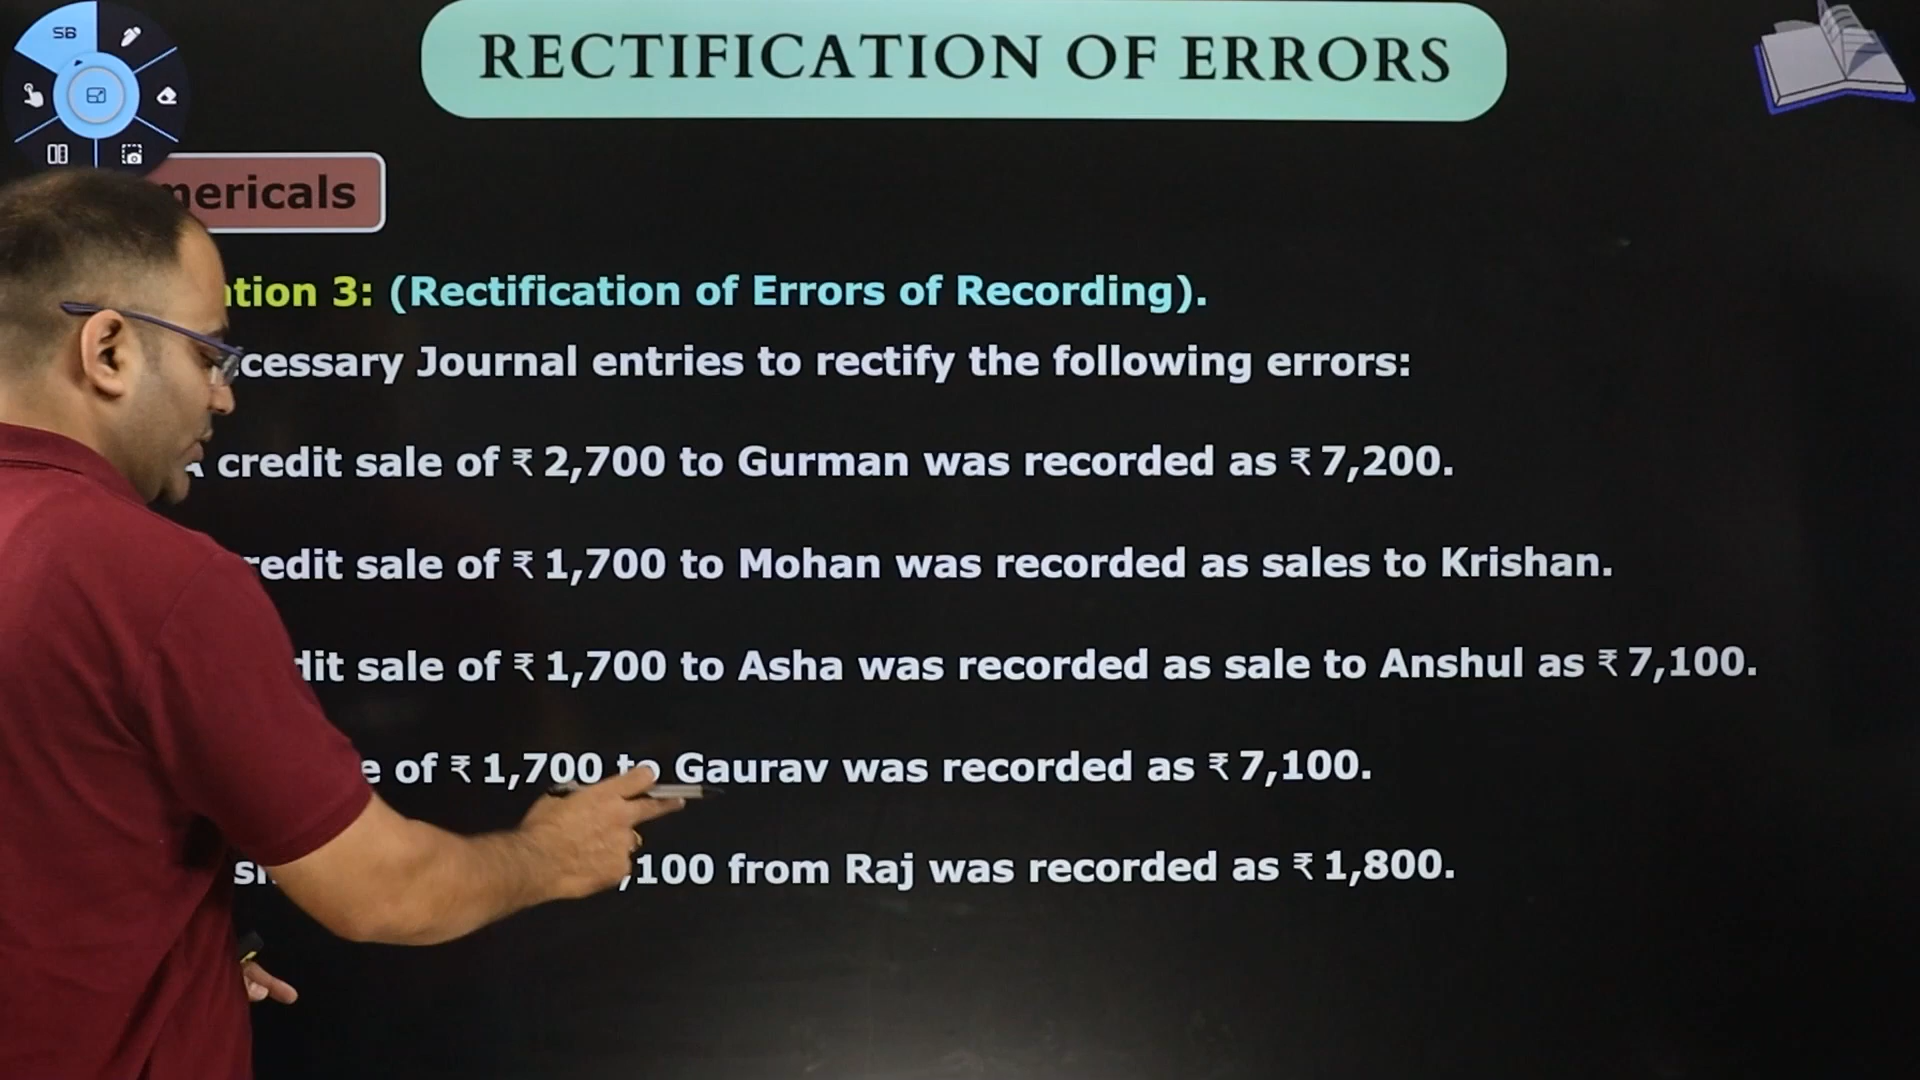 56
RECTIFICATION OF ERRORS
mericals
ation 3: (Rectification of Errors of Recording).
cessary Journal entries to rectify the following errors:
A credit sale of ₹ 2,700 to Gurman was recorded as ₹ 7,200.
redit sale of ₹ 1,700 to Mohan was recorded as sales to Krishan.
dit sale of ₹ 1,700 to Asha was recorded as sale to Anshul as ₹ 7,100.
e of ₹ 1,700 to Gaurav was recorded as ₹ 7,100.
,100 from Raj was recorded as ₹ 1,800.